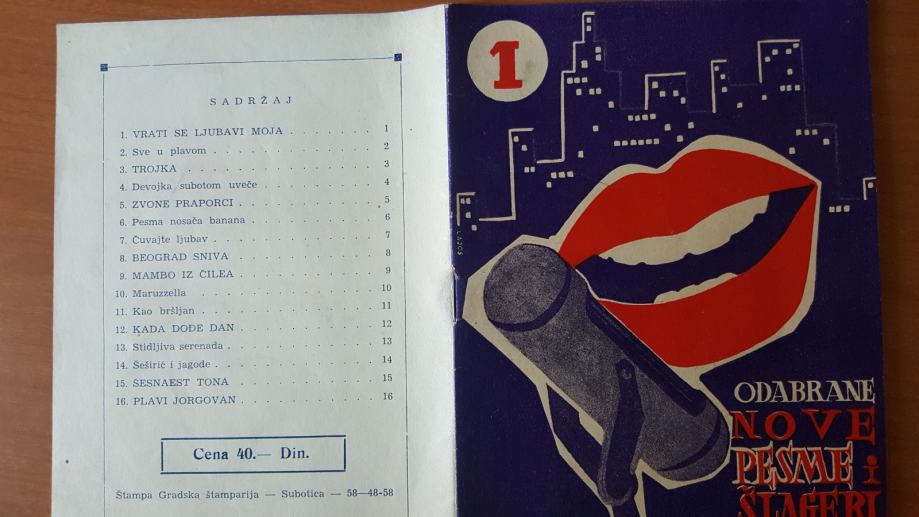 SADRŽAJ
1. VRATI SE LJUBAVI MOJA . . . . . . . . 1
2. Sve u plavom . . . . . . . . . . . . 2
3. TROJKA . . . . . . . . . . . . . . 3
4. Devojka subotom uveče . . . . . . . . . 4
5. ZVONE PRAPORCI . . . . . . . . . . . 5
6. Pesma nosača banana . . . . . . . . . . 6
7. Čuvajte ljubav . . . . . . . . . . . . 7
8. BEOGRAD SNIVA . . . . . . . . . . . 8
9. MAMBO IZ ČILEA . . . . . . . . . . . 9
10. Maruzzella . . . . . . . . . . . . . 10
11. Kao bršljan . . . . . . . . . . . . . 11
12. KADA DOĐE DAN . . . . . . . . . . 12
13. Stidljiva serenada . . . . . . . . . . . 13
14. Šeširić i jagode . . . . . . . . . . . . 14
15. ŠESNAEST TONA . . . . . . . . . . . 15
16. PLAVI JORGOVAN . . . . . . . . . . 16
Cena 40.— Din.
Štampa Gradska štamparija — Subotica — 58—48-58
1
ODABRANE
NOVE
PESME i
ŠLAGERI